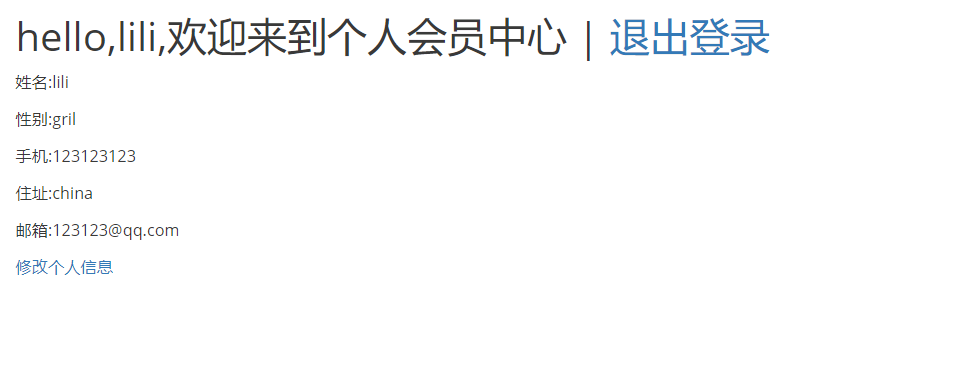 hello,lili,欢迎来到个人会员中心 | 退出登录
姓名:lili
性别:gril
手机:123123123
住址:china
邮箱:123123@qq.com
修改个人信息